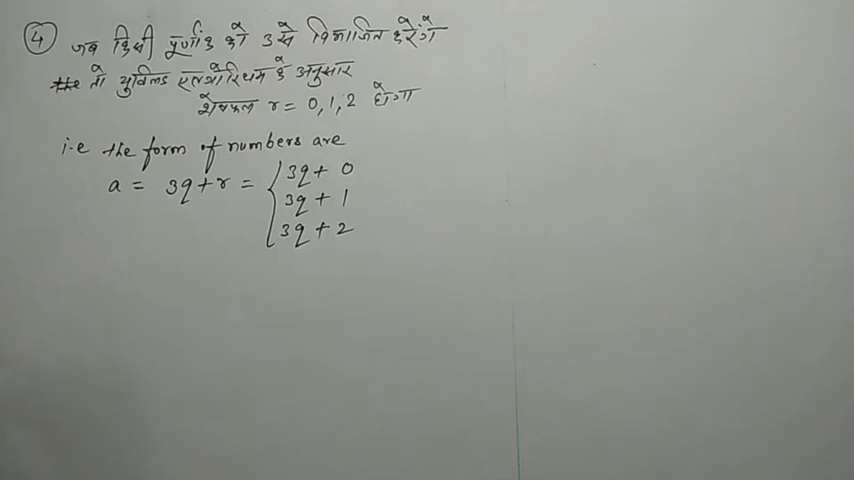 ④ जब किसी पूर्णांक को 3 से विभाजित करेंगे
तो युक्लिड एल्गोरिथम के अनुसार
शेषफल r = 0, 1, 2 होगा
i.e the form of numbers are
a = 3q + r = { 3q + 0
3q + 1
3q + 2